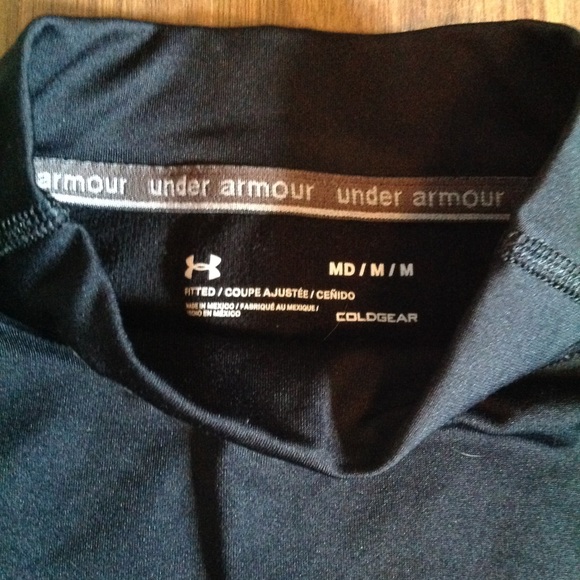 armour under armour under armour
MD / M / M
FITTED / COUPE AJUSTÉE / CEÑIDO
MADE IN MEXICO / FABRIQUÉ AU MEXIQUE /
HECHO EN MÉXICO
COLDGEAR